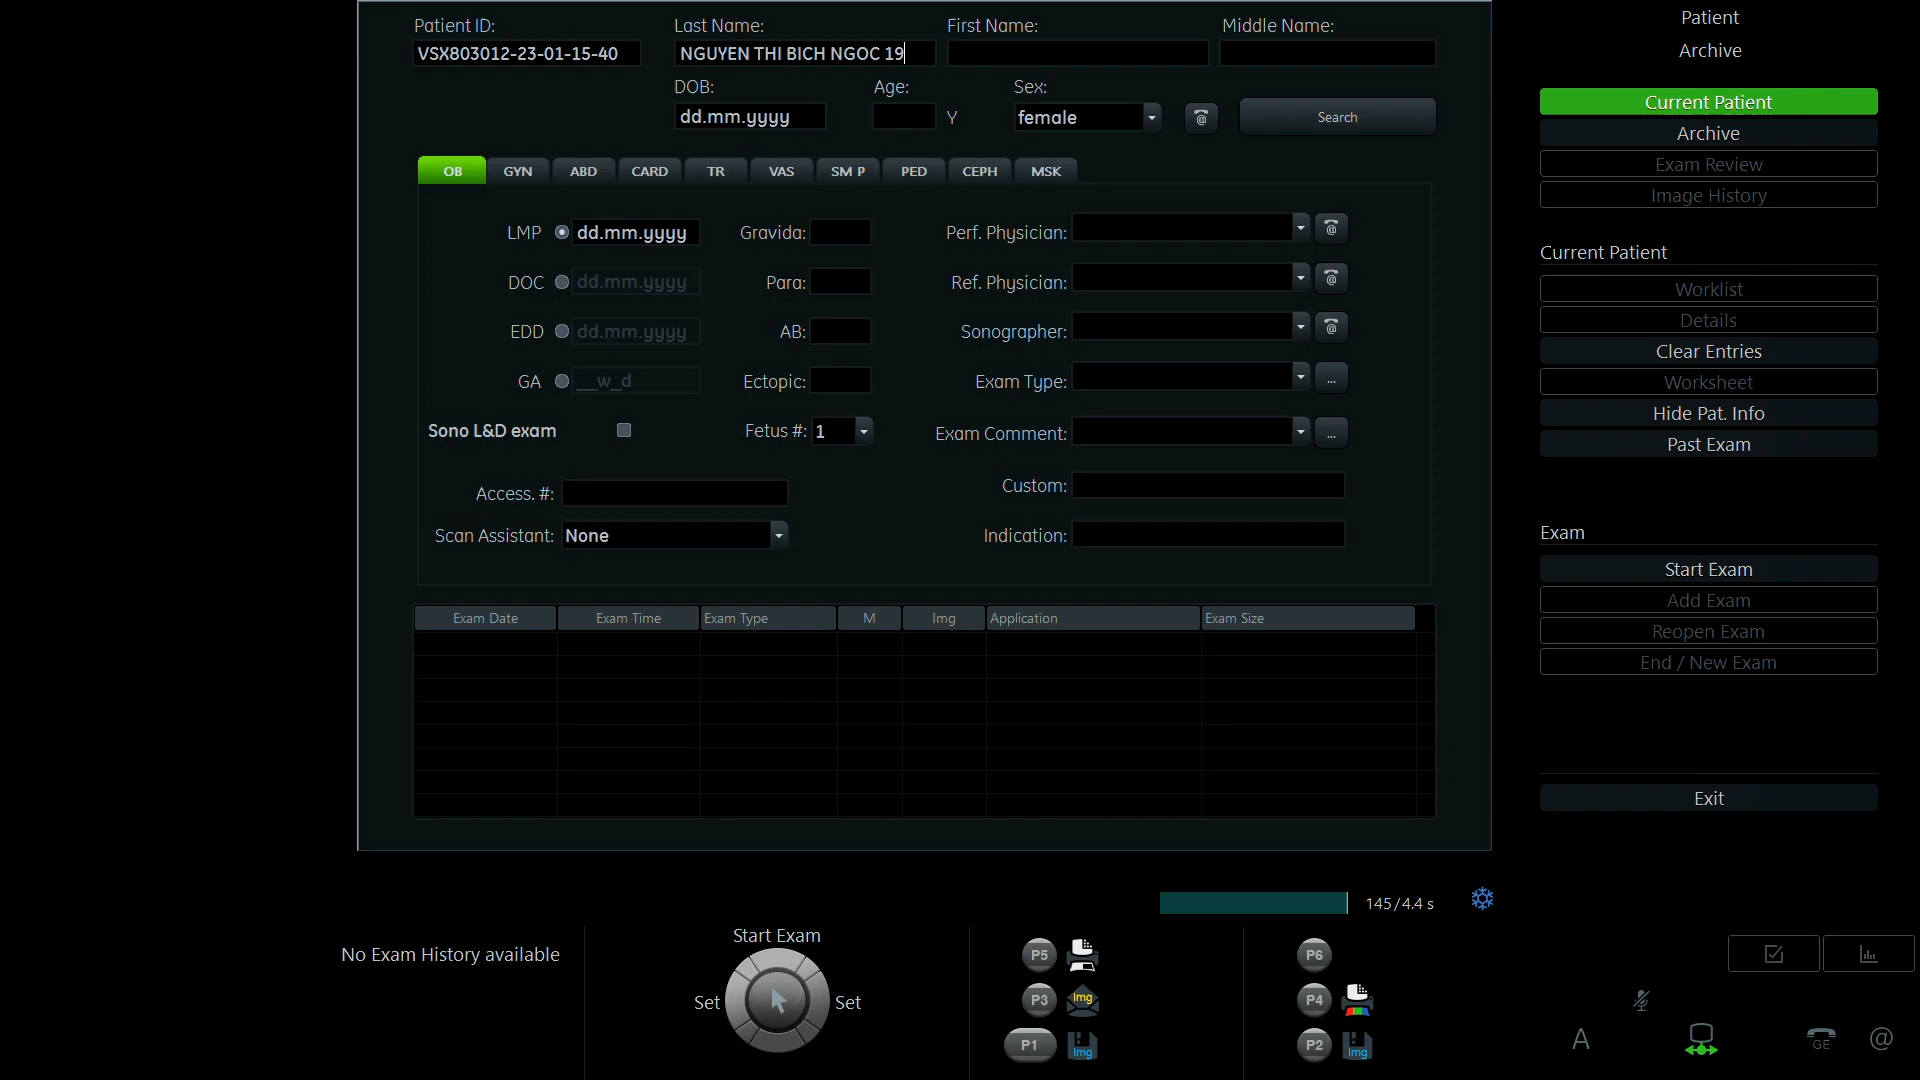 Patient ID: Last Name: First Name: Middle Name:
VSX803012-23-01-15-40 NGUYEN THI BICH NGOC 19
DOB: Age: Sex:
dd.mm.yyyy Y female @ Search
OB GYN ABD CARD TR VAS SM P PED CEPH MSK
LMP dd.mm.yyyy Gravida: Perf. Physician: @
DOC dd.mm.yyyy Para: Ref. Physician: @
EDD dd.mm.yyyy AB: Sonographer: @
GA __w_d Ectopic: Exam Type: ...
Sono L&D exam Fetus #: 1 Exam Comment: ...
Access. #: Custom:
Scan Assistant: None Indication:
Exam Date Exam Time Exam Type M Img Application Exam Size
145/4.4 s
Patient
Archive
Current Patient
Archive
Exam Review
Image History
Current Patient
Worklist
Details
Clear Entries
Worksheet
Hide Pat. Info
Past Exam
Exam
Start Exam
Add Exam
Reopen Exam
End / New Exam
Exit
No Exam History available
Start Exam
Set Set
P5 P6
P3 Img P4
P1 Img P2 Img
A GE @